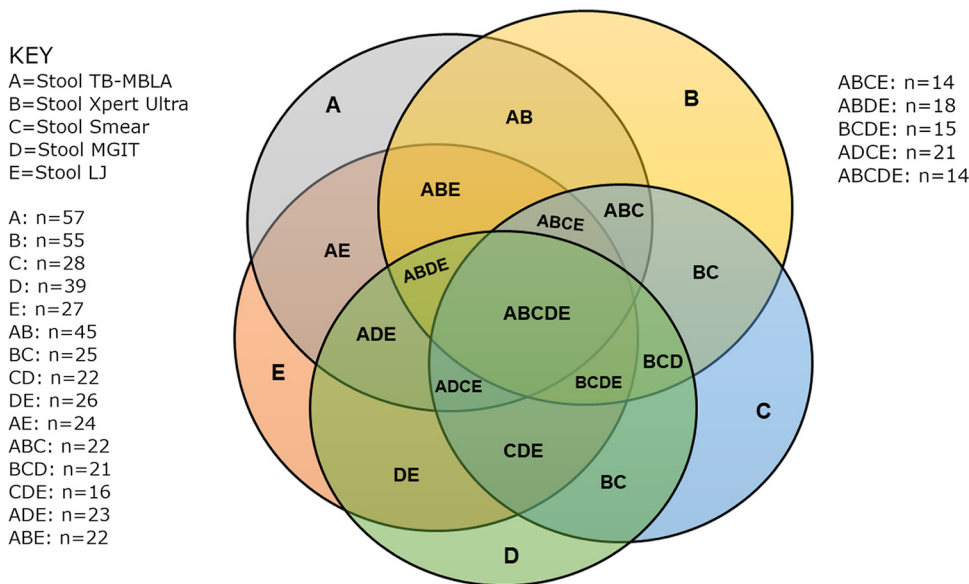 KEY
A=Stool TB-MBLA
B=Stool Xpert Ultra
C=Stool Smear
D=Stool MGIT
E=Stool LJ
A: n=57
B: n=55
C: n=28
D: n=39
E: n=27
AB: n=45
BC: n=25
CD: n=22
DE: n=26
AE: n=24
ABC: n=22
BCD: n=21
CDE: n=16
ADE: n=23
ABE: n=22
A
B
AB
ABE
ABCE
ABC
AE
ABDE
BC
ABCDE
ADE
BCD
E
ADCE
BCDE
C
CDE
DE
BC
D
ABCE: n=14
ABDE: n=18
BCDE: n=15
ADCE: n=21
ABCDE: n=14